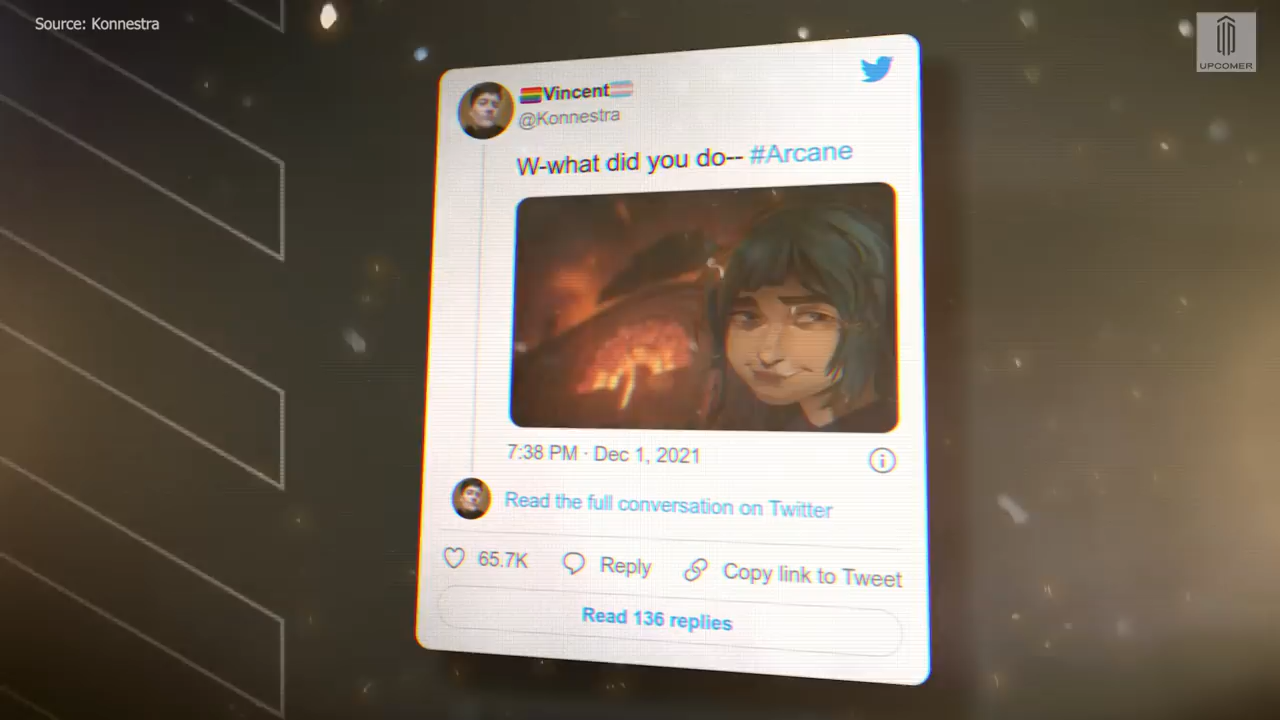 Source: Konnestra
UPCOMER
Vincent
@Konnestra
W-what did you do-- #Arcane
7:38 PM · Dec 1, 2021
Read the full conversation on Twitter
65.7K Reply Copy link to Tweet
Read 136 replies